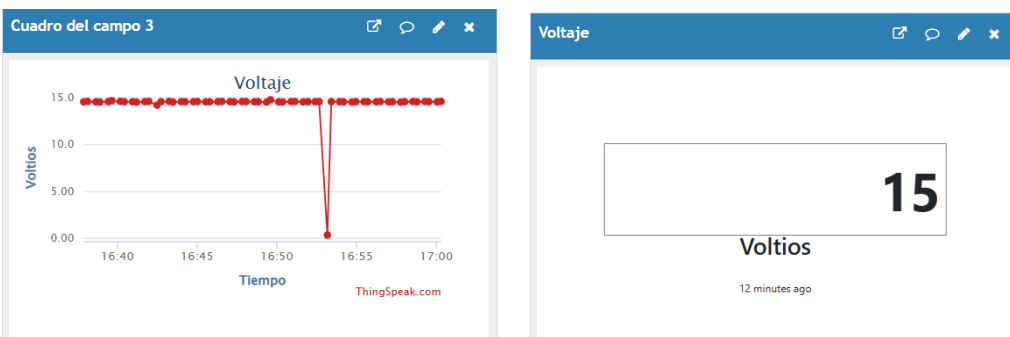 Cuadro del campo 3
Voltaje
15.0
10.0
5.00
0.00
Voltios
16:40 16:45 16:50 16:55 17:00
Tiempo
ThingSpeak.com
Voltaje
15
Voltios
12 minutes ago